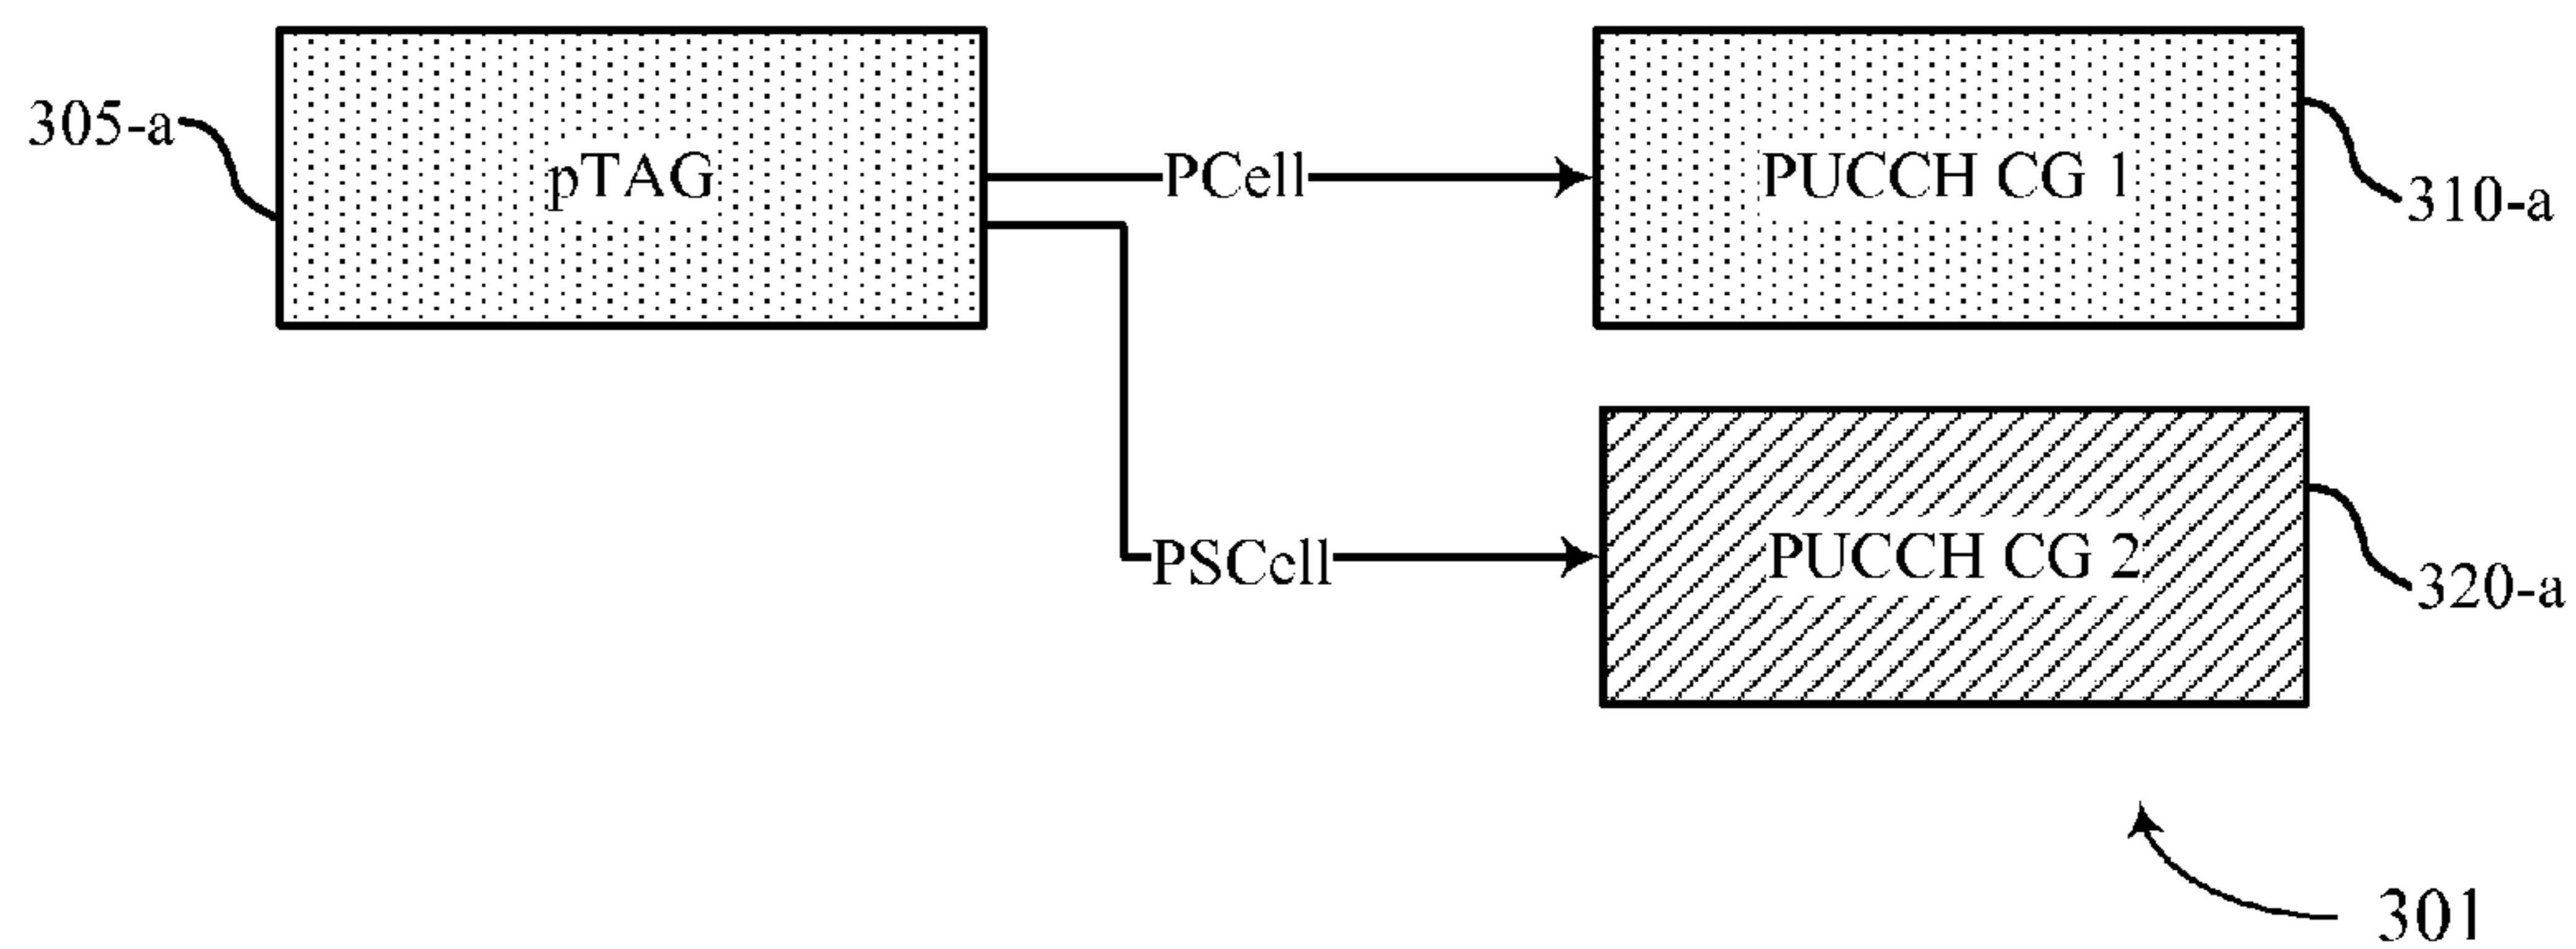 305-a
pTAG
PCell
PUCCH CG 1
310-a
PSCell
PUCCH CG 2
320-a
301